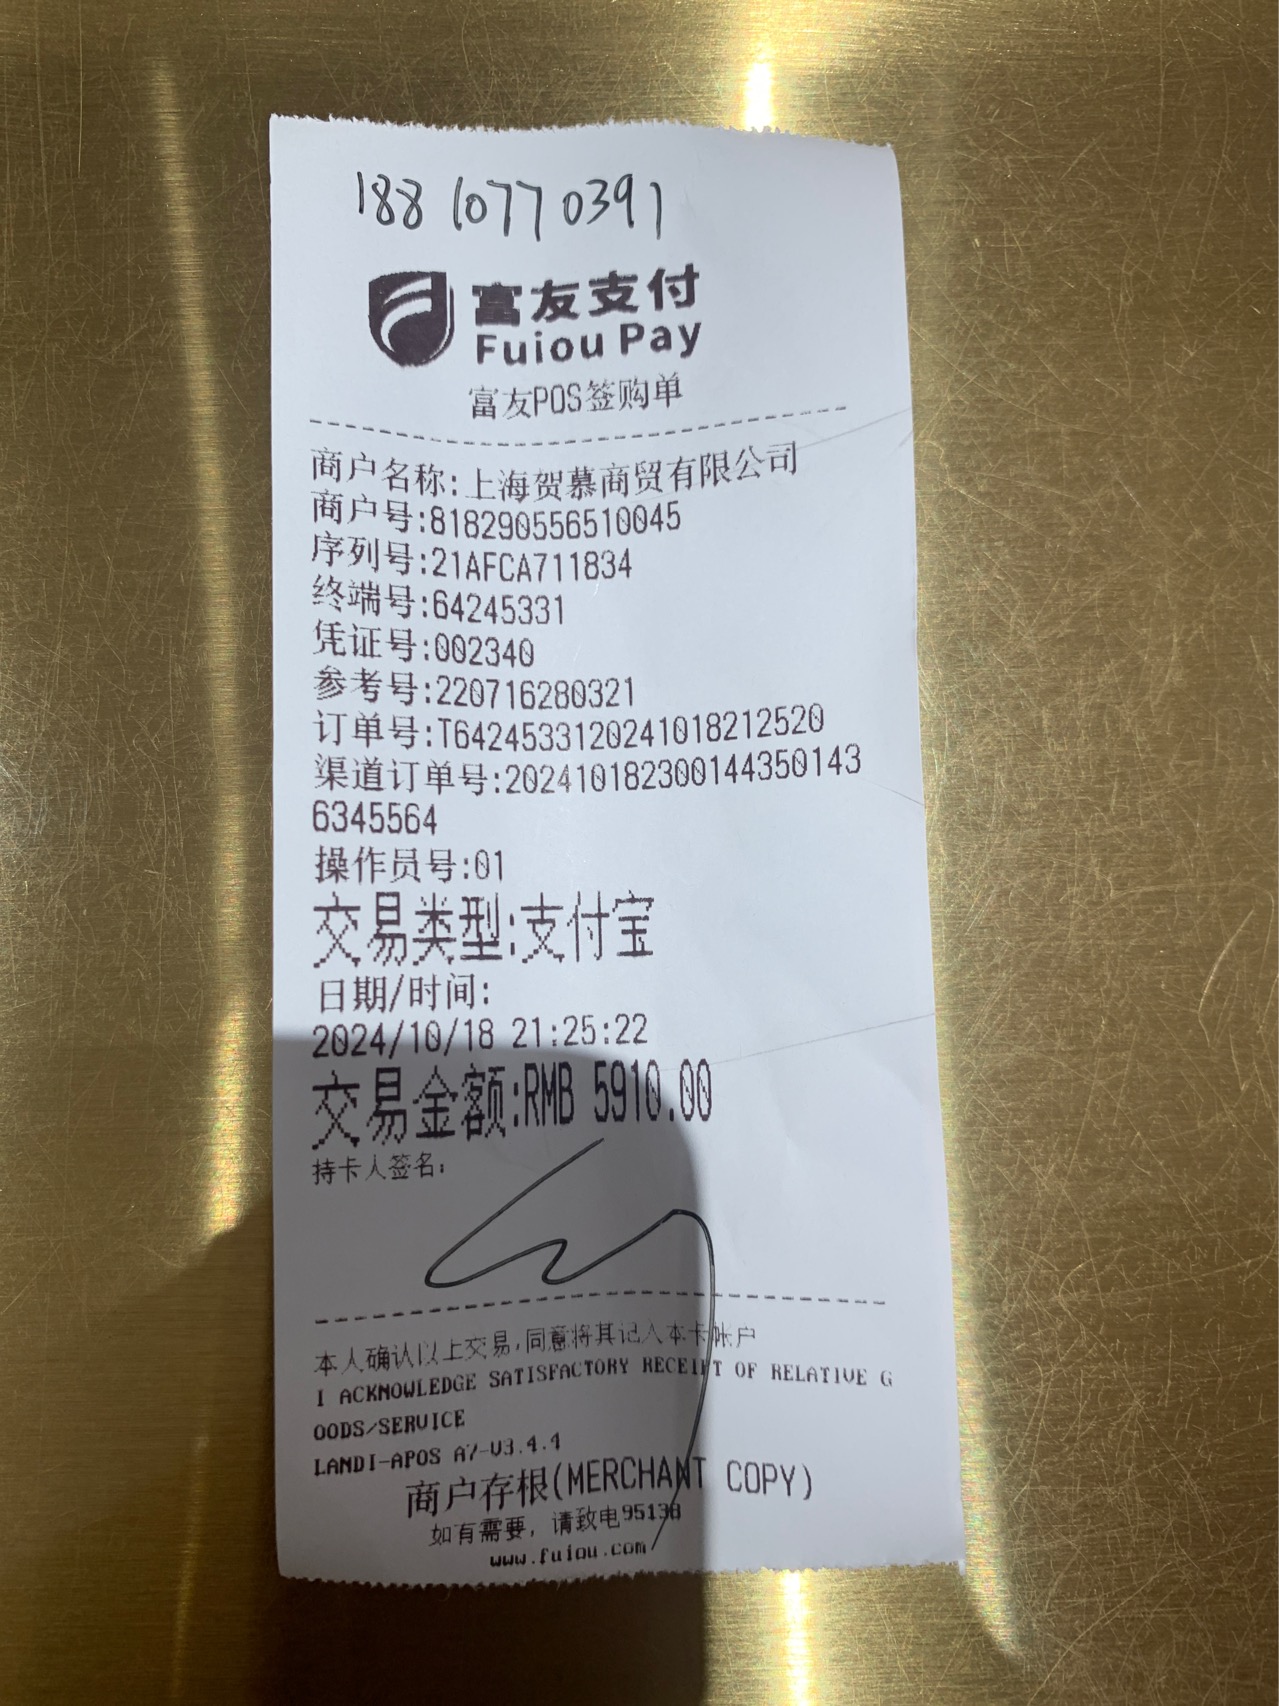 188 1077 0391
富友支付
Fuiou Pay
富友POS签购单
商户名称:上海贺慕商贸有限公司
商户号:818290556510045
序列号:21AFCA711834
终端号:64245331
凭证号:002340
参考号:220716280321
订单号:T6424533120241018212520
渠道订单号:202410182300144350143
6345564
操作员号:01
交易类型:支付宝
日期/时间:
2024/10/18 21:25:22
交易金额:RMB 5910.00
持卡人签名:
本人确认以上交易,同意将其记入本卡帐户
I ACKNOWLEDGE SATISFACTORY RECEIPT OF RELATIVE G
OODS/SERVICE
LANDI-APOS A7-V3.4.4
商户存根(MERCHANT COPY)
如有需要，请致电95138
www.fuiou.com